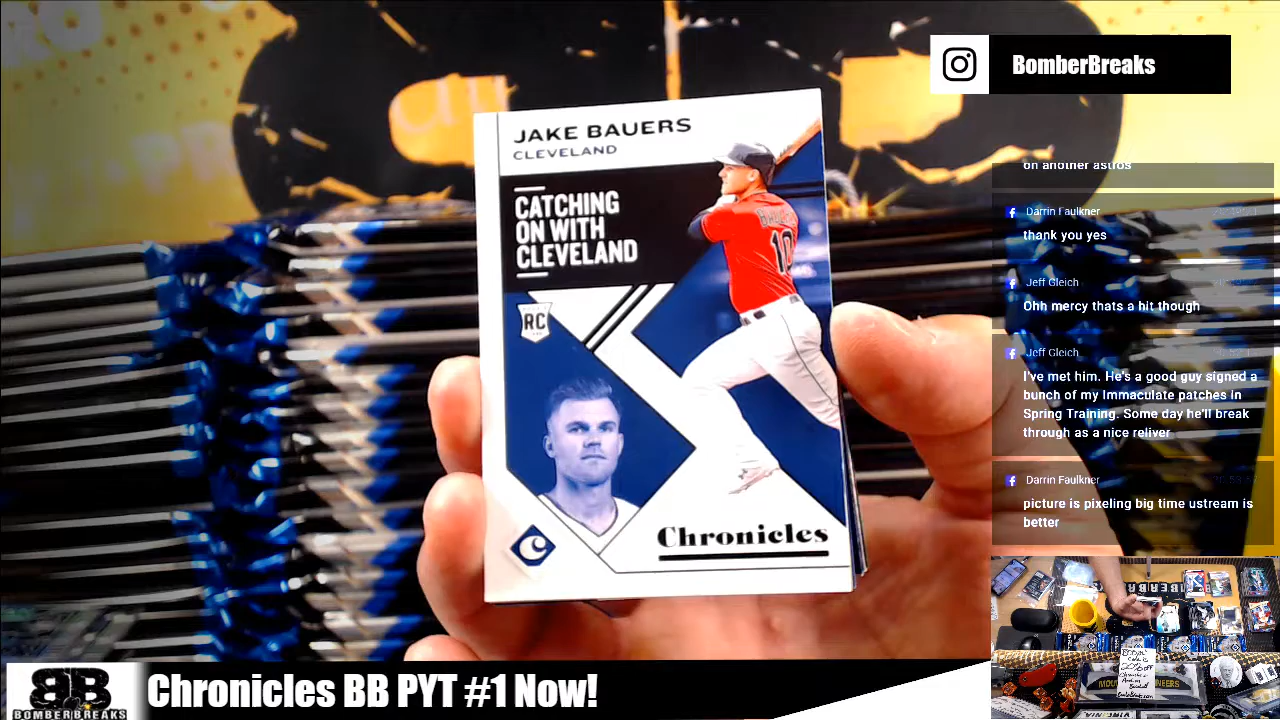 BomberBreaks
JAKE BAUERS
CLEVELAND
CATCHING
ON WITH
CLEVELAND
10
RC
Chronicles
on another astros
Darrin Faulkner
thank you yes
Jeff Gleich
Ohh mercy thats a hit though
Jeff Gleich
I've met him. He's a good guy signed a
bunch of my Immaculate patches in
Spring Training. Some day he'll break
through as a nice reliver
Darrin Faulkner
picture is pixeling big time ustream is
better
BB
BOMBERBREAKS
Chronicles BB PYT #1 Now!